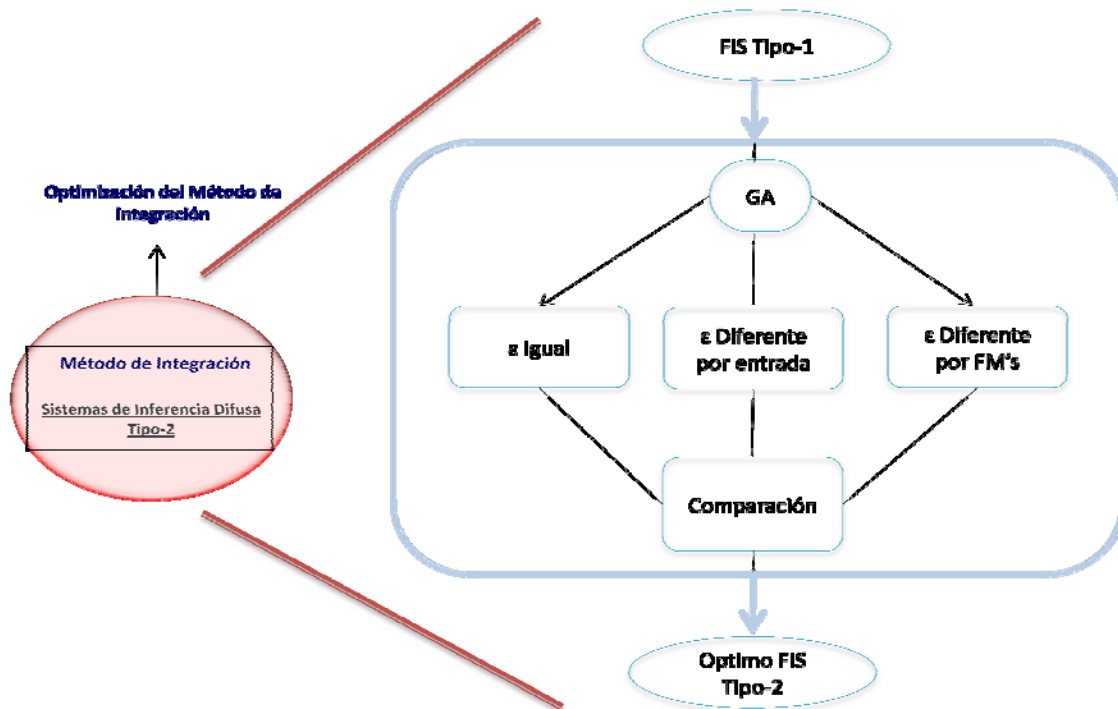 FIS Tipo-1
GA
ε Igual
ε Diferente
por entrada
ε Diferente
por FM's
Comparación
Optimo FIS
Tipo-2
Optimización del Método de
Integración
Método de Integración
Sistemas de Inferencia Difusa
Tipo-2